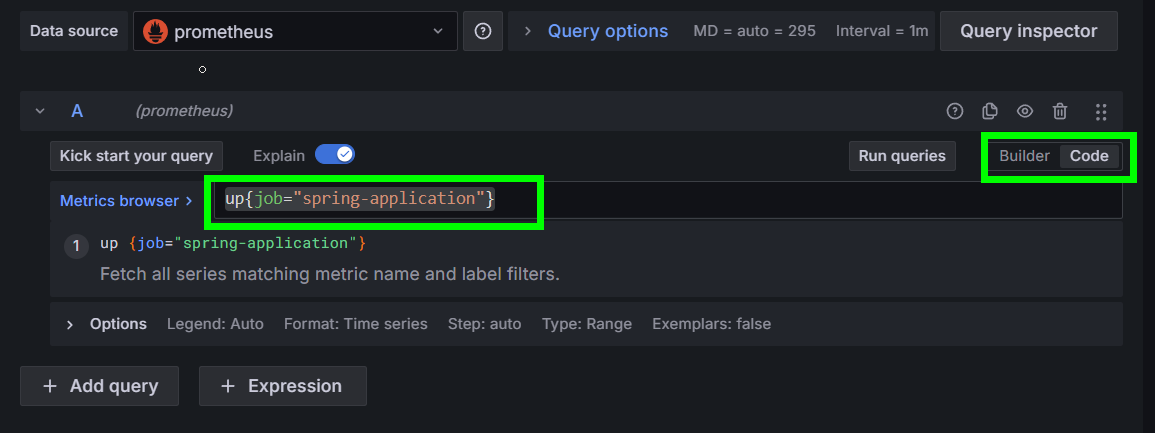 Data source prometheus Query options MD = auto = 295 Interval = 1m Query inspector
A (prometheus)
Kick start your query Explain Run queries Builder Code
Metrics browser > up{job="spring-application"}
1 up {job="spring-application"}
Fetch all series matching metric name and label filters.
> Options Legend: Auto Format: Time series Step: auto Type: Range Exemplars: false
+ Add query + Expression